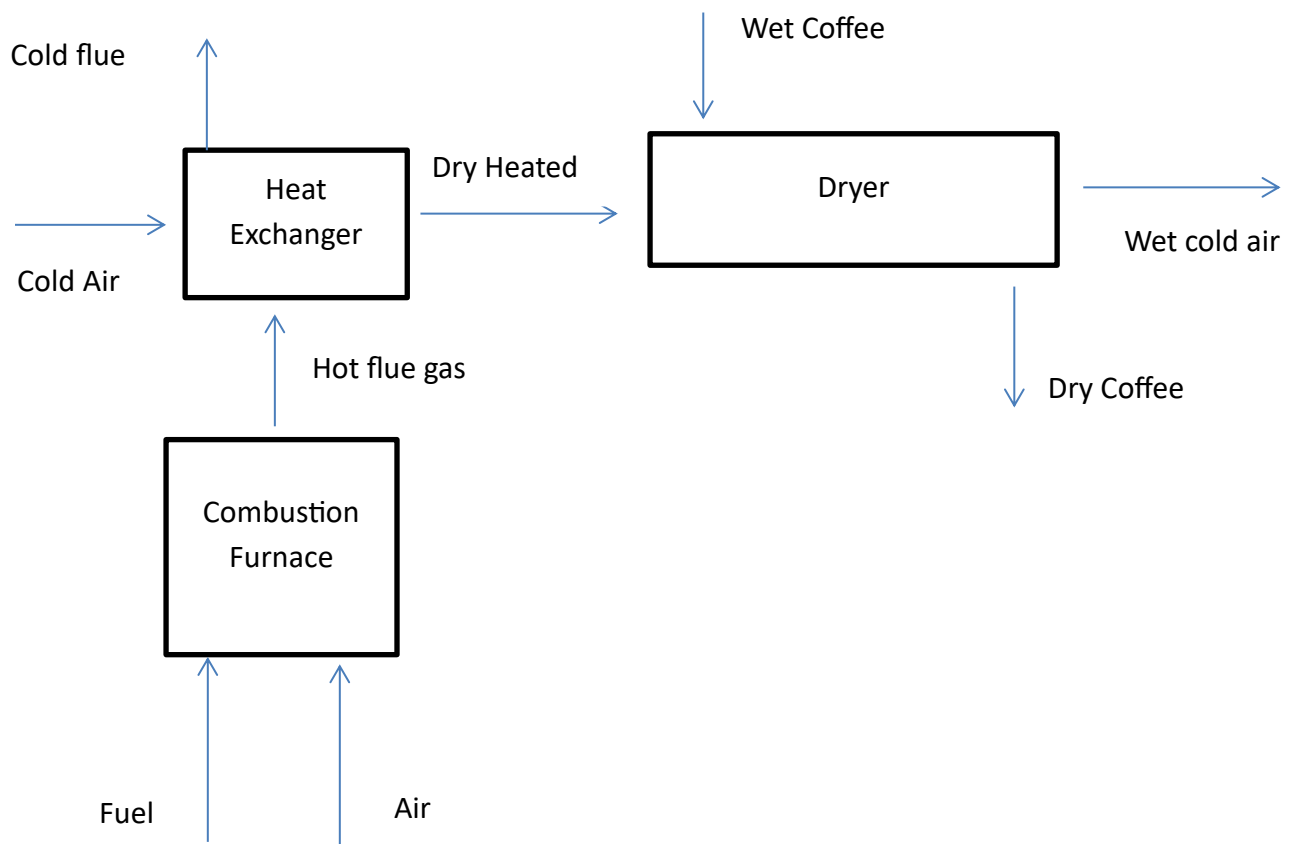 Cold flue
Wet Coffee
Heat
Exchanger
Dry Heated
Dryer
Cold Air
Wet cold air
Hot flue gas
Dry Coffee
Combustion
Furnace
Fuel
Air